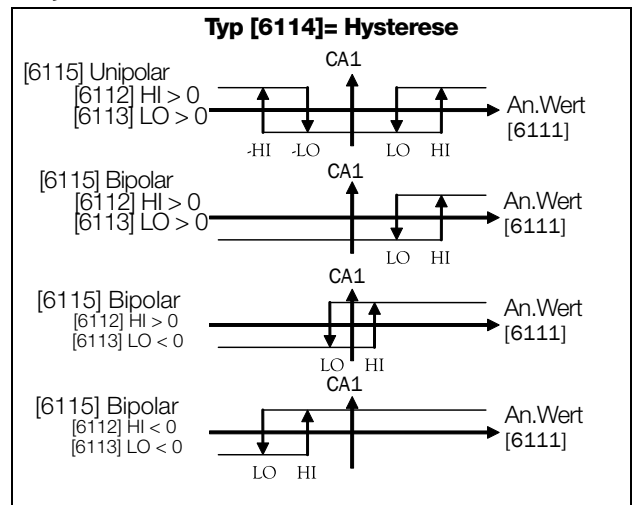 Typ [6114]= Hysterese
CA1
[6115] Unipolar
[6112] HI > 0
[6113] LO > 0
An.Wert
[6111]
-HI -LO LO HI
CA1
[6115] Bipolar
[6112] HI > 0
[6113] LO > 0
An.Wert
[6111]
LO HI
CA1
[6115] Bipolar
[6112] HI > 0
[6113] LO < 0
An.Wert
[6111]
LO HI
CA1
[6115] Bipolar
[6112] HI < 0
[6113] LO < 0
An.Wert
[6111]
LO HI